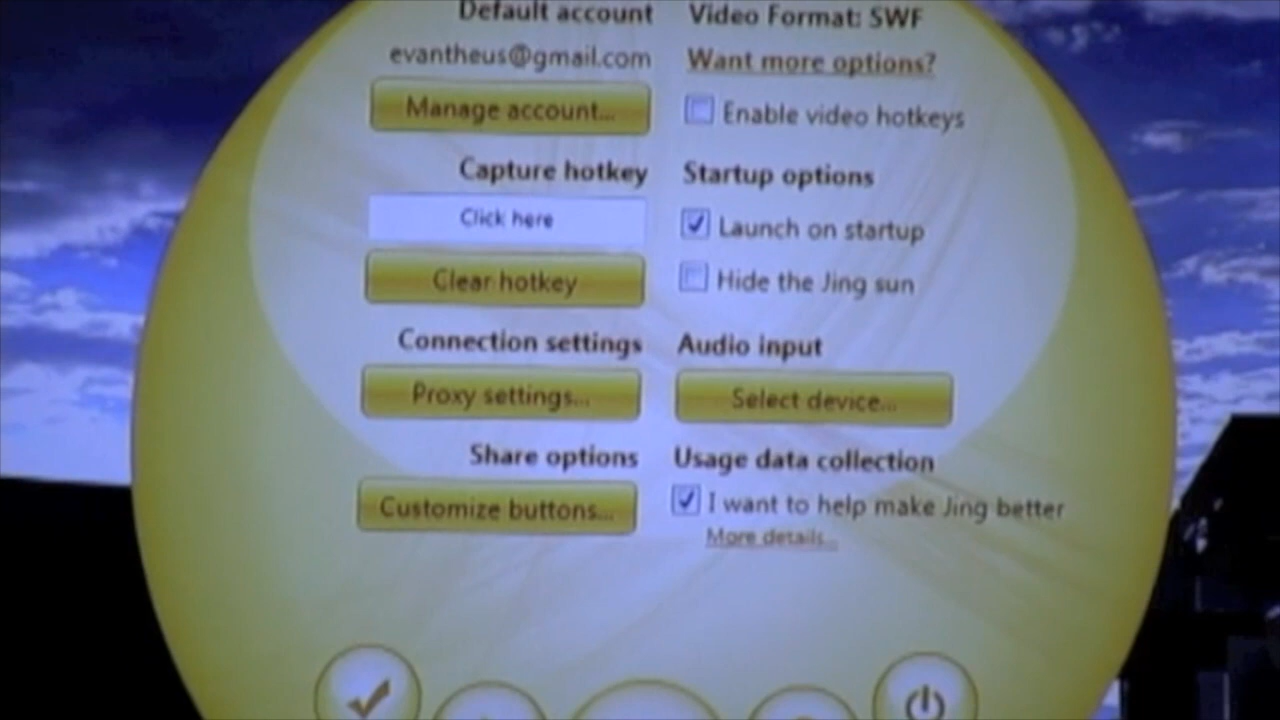 Default account
evantheus@gmail.com
Manage account...
Capture hotkey
Click here
Clear hotkey
Connection settings
Proxy settings...
Share options
Customize buttons...
Video Format: SWF
Want more options?
Enable video hotkeys
Startup options
Launch on startup
Hide the Jing sun
Audio input
Select device...
Usage data collection
I want to help make Jing better
More details...